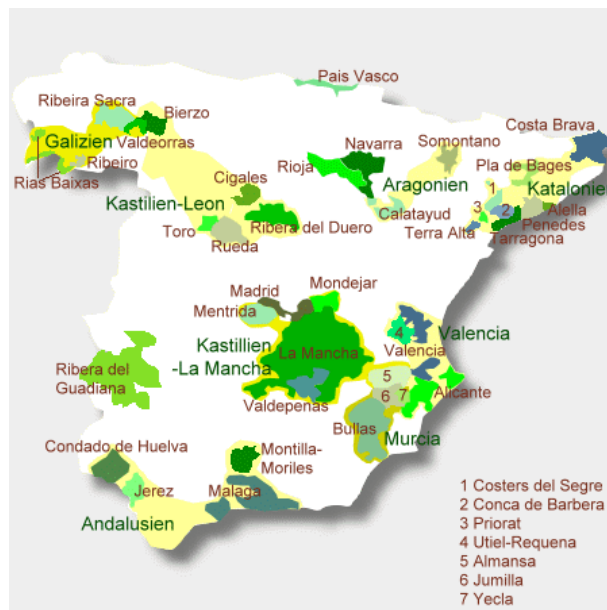 Pais Vasco
Ribeira Sacra
Bierzo
Costa Brava
Galizien
Valdeorras
Navarra
Somontano
Ribeiro
Rioja
Pla de Bages
Rias Baixas
Cigales
Aragonien
1
Katalonien
Kastilien-Leon
Calatayud
3
2
Alella
Toro
Ribera del Duero
Terra Alta
Penedes
Rueda
Tarragona
Madrid
Mondejar
Mentrida
Kastillien
-La Mancha
La Mancha
4
Valencia
Valencia
Ribera del
Guadiana
5
Valdepenas
6
7
Alicante
Bullas
Murcia
Condado de Huelva
Montilla-
Moriles
Jerez
Malaga
Andalusien
1 Costers del Segre
2 Conca de Barbera
3 Priorat
4 Utiel-Requena
5 Almansa
6 Jumilla
7 Yecla